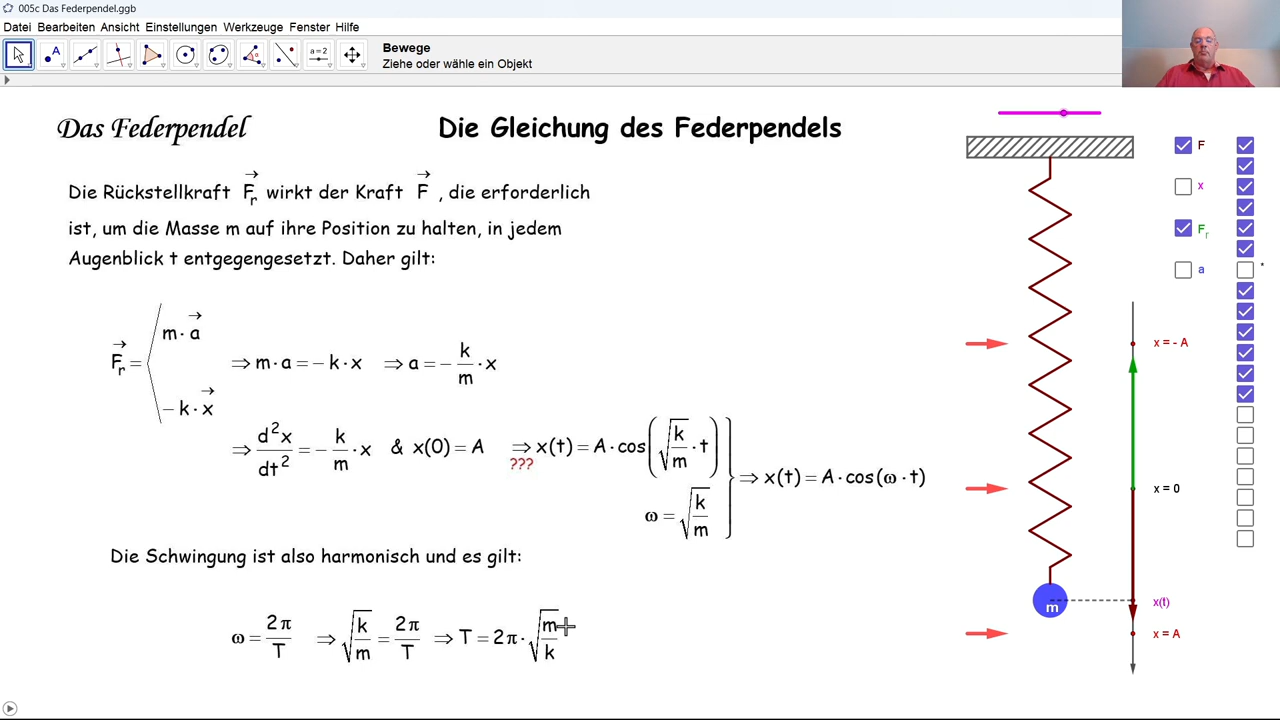 005c Das Federpendel.ggb
Datei Bearbeiten Ansicht Einstellungen Werkzeuge Fenster Hilfe
A
a=2
Bewege
Ziehe oder wähle ein Objekt
Das Federpendel
Die Gleichung des Federpendels
Die Rückstellkraft F⃗_r wirkt der Kraft F⃗ , die erforderlich
ist, um die Masse m auf ihre Position zu halten, in jedem
Augenblick t entgegengesetzt. Daher gilt:
F⃗_r = ⟨ m · a⃗
− k · x⃗
⇒ m · a = − k · x ⇒ a = − k/m · x
⇒ d²x/dt² = − k/m · x & x(0) = A ⇒ x(t) = A · cos(√(k/m) · t)
???
ω = √(k/m)
} ⇒ x(t) = A · cos(ω · t)
Die Schwingung ist also harmonisch und es gilt:
ω = 2π/T ⇒ √(k/m) = 2π/T ⇒ T = 2π · √(m/k)
F
x
F_r
a
x = - A
x = 0
m
x(t)
x = A